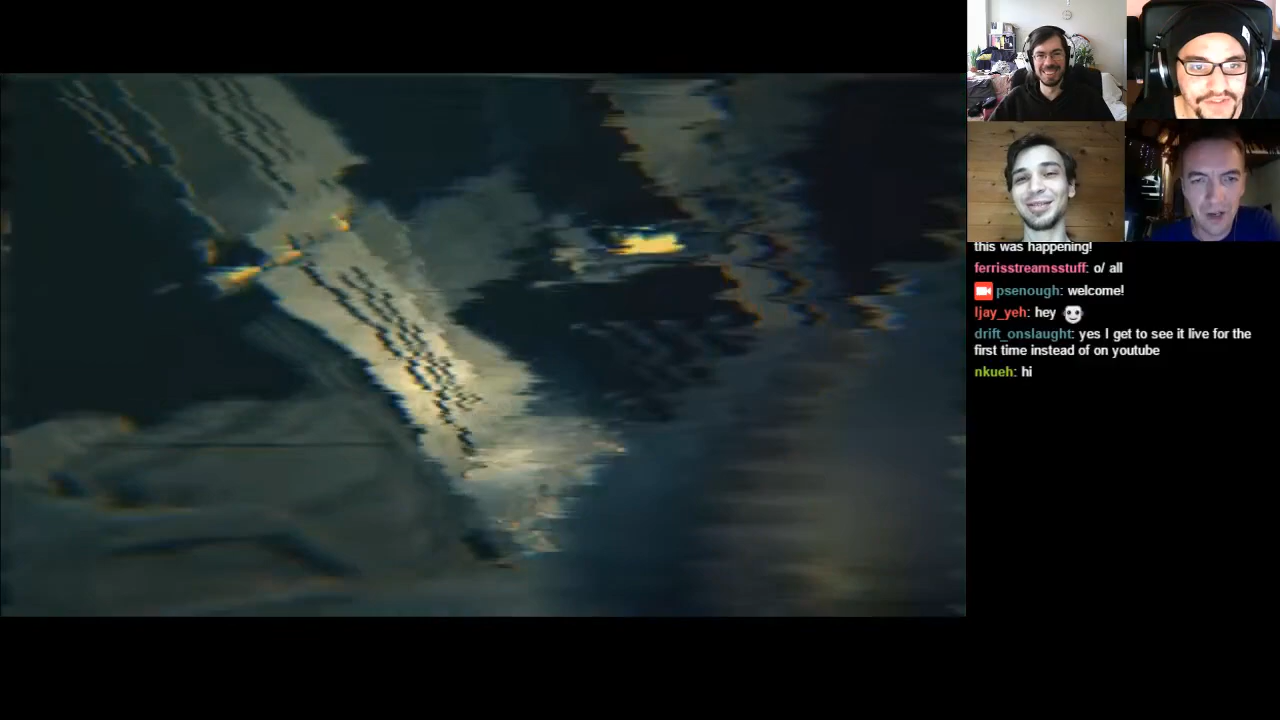 this was happening!
ferrisstreamsstuff: o/ all
psenough: welcome!
ljay_yeh: hey
drift_onslaught: yes I get to see it live for the
first time instead of on youtube
nkueh: hi